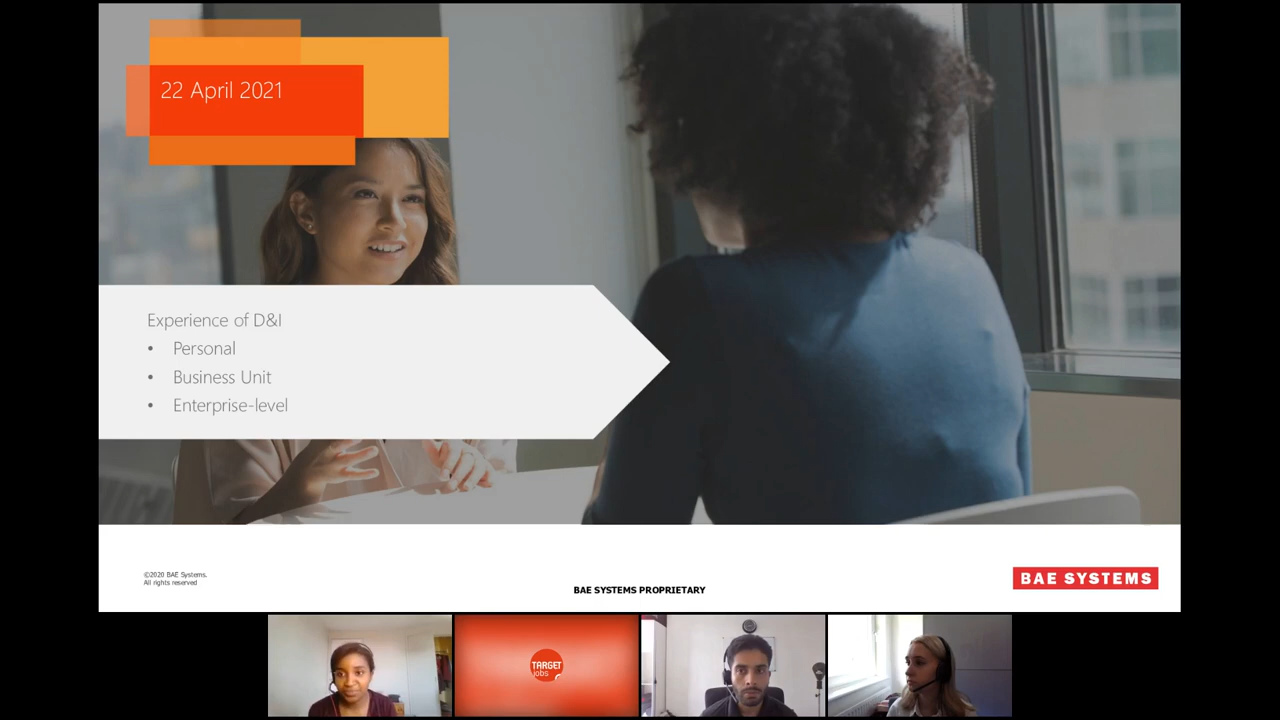 22 April 2021
Experience of D&I
• Personal
• Business Unit
• Enterprise-level
©2020 BAE Systems.
All rights reserved
BAE SYSTEMS PROPRIETARY
BAE SYSTEMS
TARGET
jobs